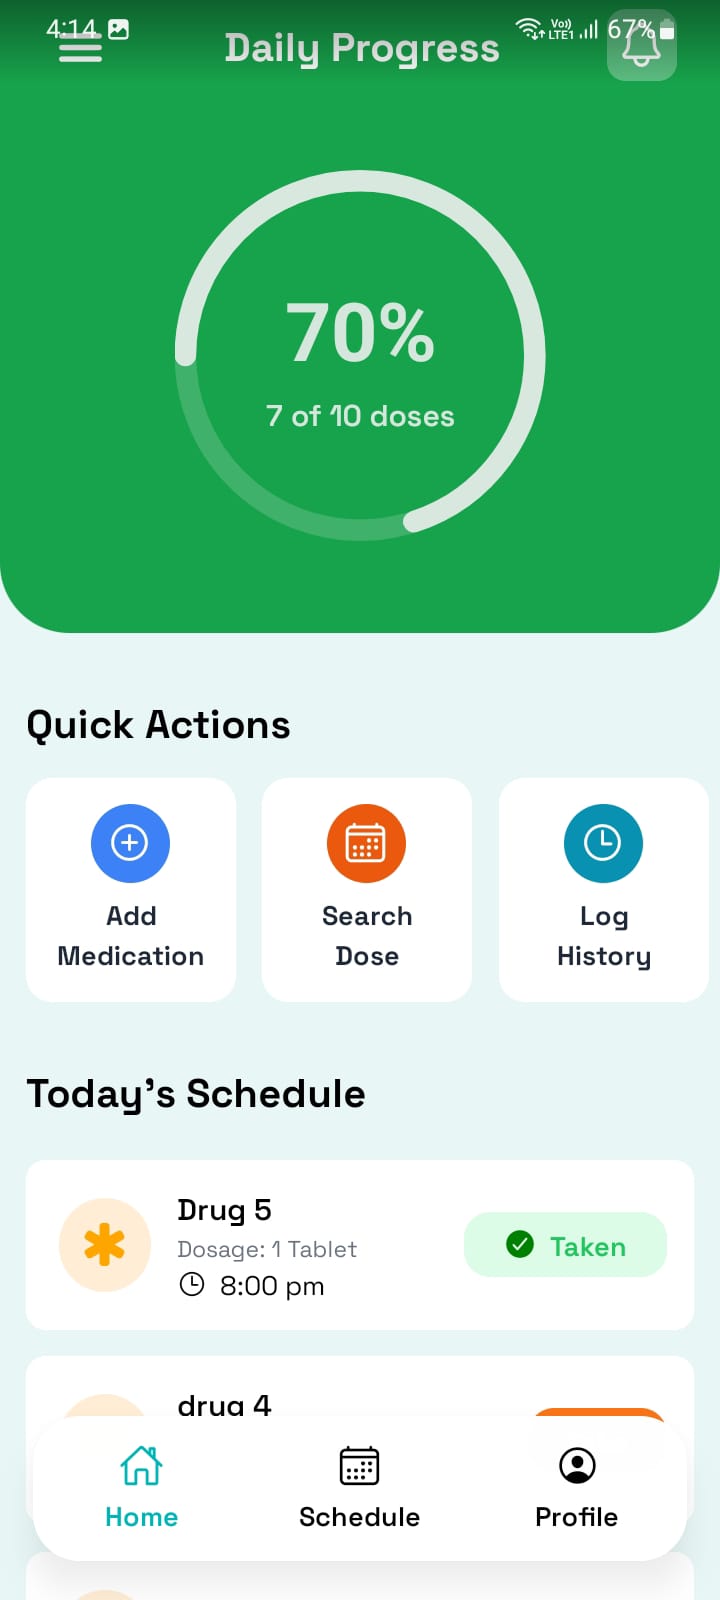 4:14
Vo))
LTE1
67%
Daily Progress
70%
7 of 10 doses
Quick Actions
Add
Medication
Search
Dose
Log
History
Today's Schedule
Drug 5
Dosage: 1 Tablet
8:00 pm
Taken
drug 4
Home
Schedule
Profile